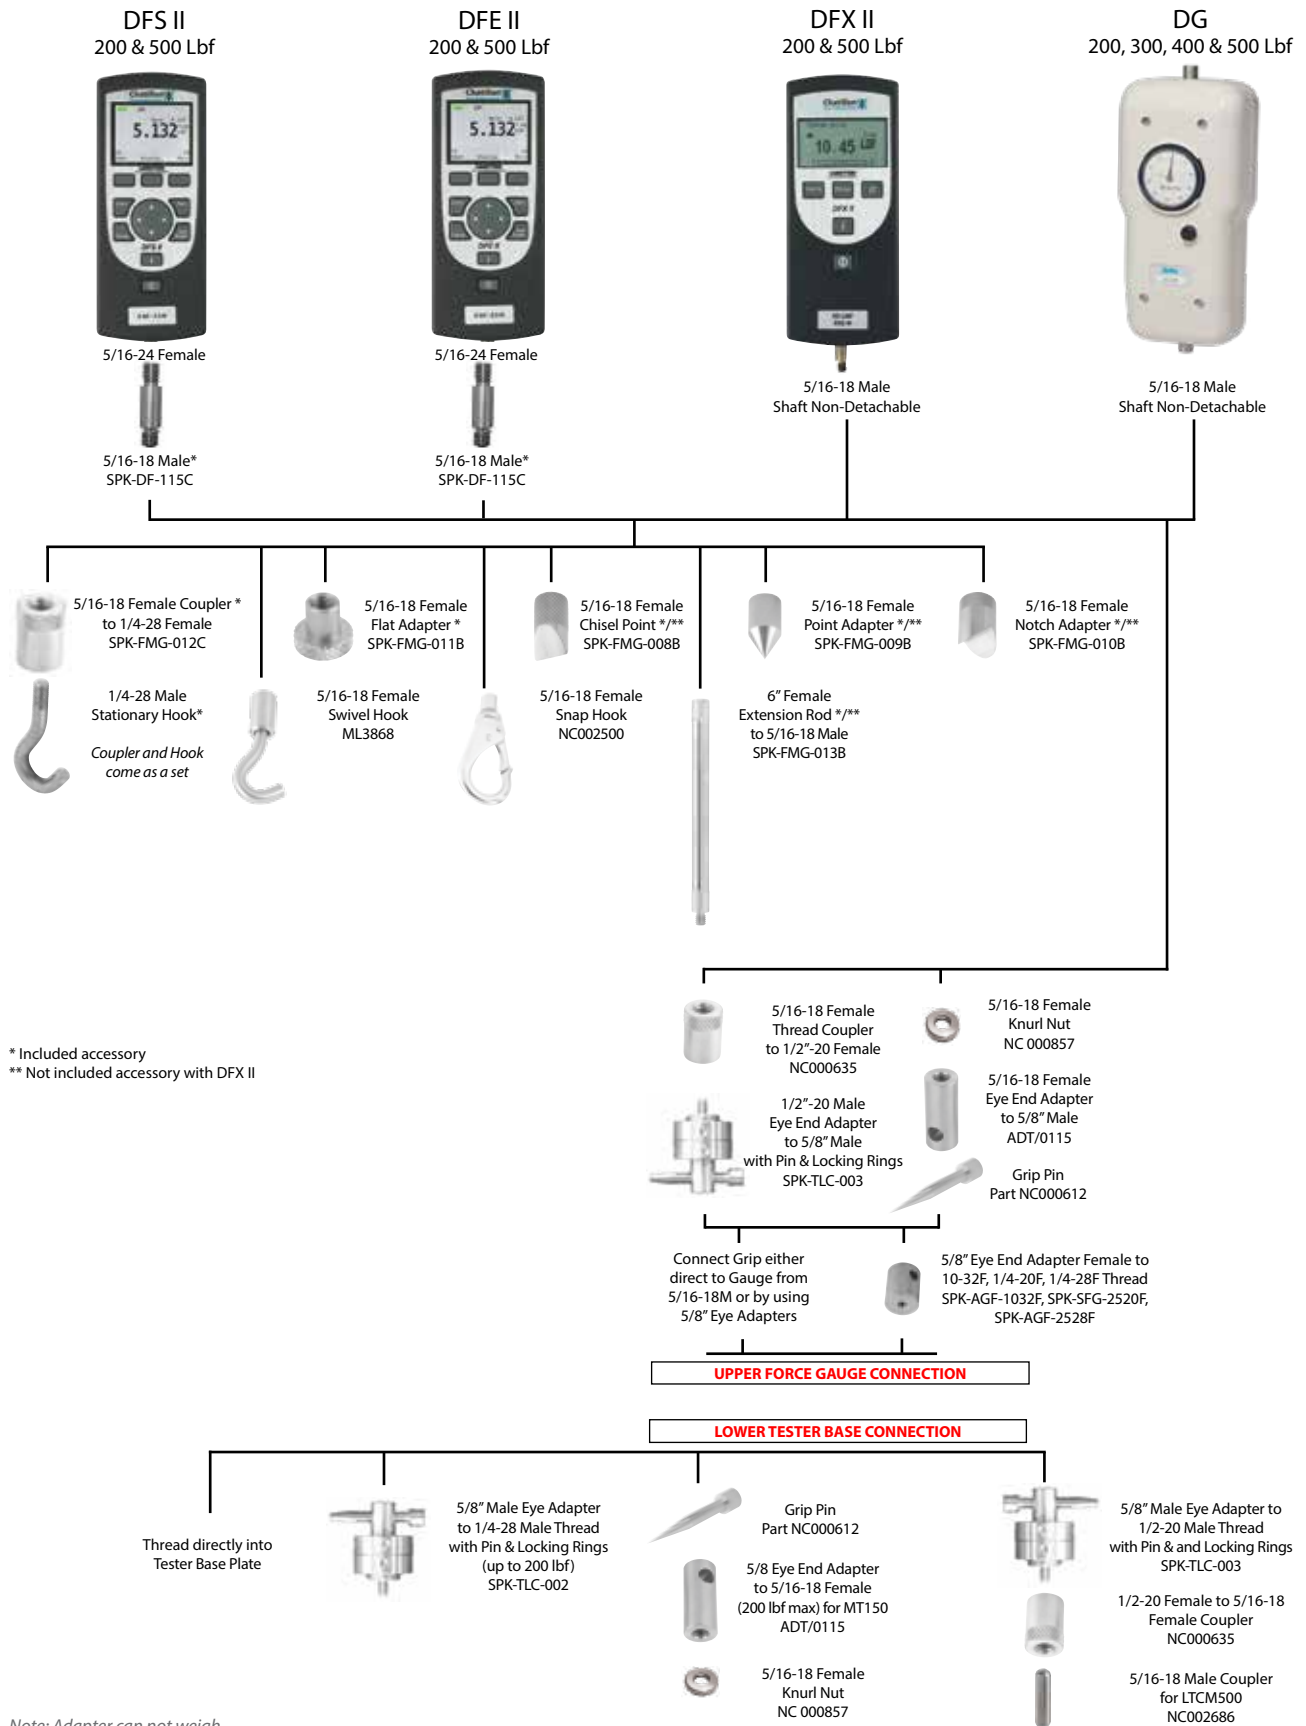 DFS II
200 & 500 Lbf
DFE II
200 & 500 Lbf
DFX II
200 & 500 Lbf
DG
200, 300, 400 & 500 Lbf
Chatillon
5.132
DFS II
Chatillon
5.132
DFE II
Chatillon
10.45 LBF
DFX II
5/16-24 Female
5/16-18 Male*
SPK-DF-115C
5/16-24 Female
5/16-18 Male*
SPK-DF-115C
5/16-18 Male
Shaft Non-Detachable
5/16-18 Male
Shaft Non-Detachable
5/16-18 Female Coupler *
to 1/4-28 Female
SPK-FMG-012C
5/16-18 Female
Flat Adapter *
SPK-FMG-011B
5/16-18 Female
Chisel Point */**
SPK-FMG-008B
5/16-18 Female
Point Adapter */**
SPK-FMG-009B
5/16-18 Female
Notch Adapter */**
SPK-FMG-010B
1/4-28 Male
Stationary Hook*
Coupler and Hook
come as a set
5/16-18 Female
Swivel Hook
ML3868
5/16-18 Female
Snap Hook
NC002500
6” Female
Extension Rod */**
to 5/16-18 Male
SPK-FMG-013B
* Included accessory
** Not included accessory with DFX II
5/16-18 Female
Thread Coupler
to 1/2”-20 Female
NC000635
5/16-18 Female
Knurl Nut
NC 000857
1/2”-20 Male
Eye End Adapter
to 5/8” Male
with Pin & Locking Rings
SPK-TLC-003
5/16-18 Female
Eye End Adapter
to 5/8” Male
ADT/0115
Grip Pin
Part NC000612
Connect Grip either
direct to Gauge from
5/16-18M or by using
5/8” Eye Adapters
5/8” Eye End Adapter Female to
10-32F, 1/4-20F, 1/4-28F Thread
SPK-AGF-1032F, SPK-SFG-2520F,
SPK-AGF-2528F
UPPER FORCE GAUGE CONNECTION
LOWER TESTER BASE CONNECTION
Thread directly into
Tester Base Plate
5/8” Male Eye Adapter
to 1/4-28 Male Thread
with Pin & Locking Rings
(up to 200 lbf)
SPK-TLC-002
Grip Pin
Part NC000612
5/8 Eye End Adapter
to 5/16-18 Female
(200 lbf max) for MT150
ADT/0115
5/16-18 Female
Knurl Nut
NC 000857
5/8” Male Eye Adapter to
1/2-20 Male Thread
with Pin & and Locking Rings
SPK-TLC-003
1/2-20 Female to 5/16-18
Female Coupler
NC000635
5/16-18 Male Coupler
for LTCM500
NC002686
Note: Adapter can not weigh